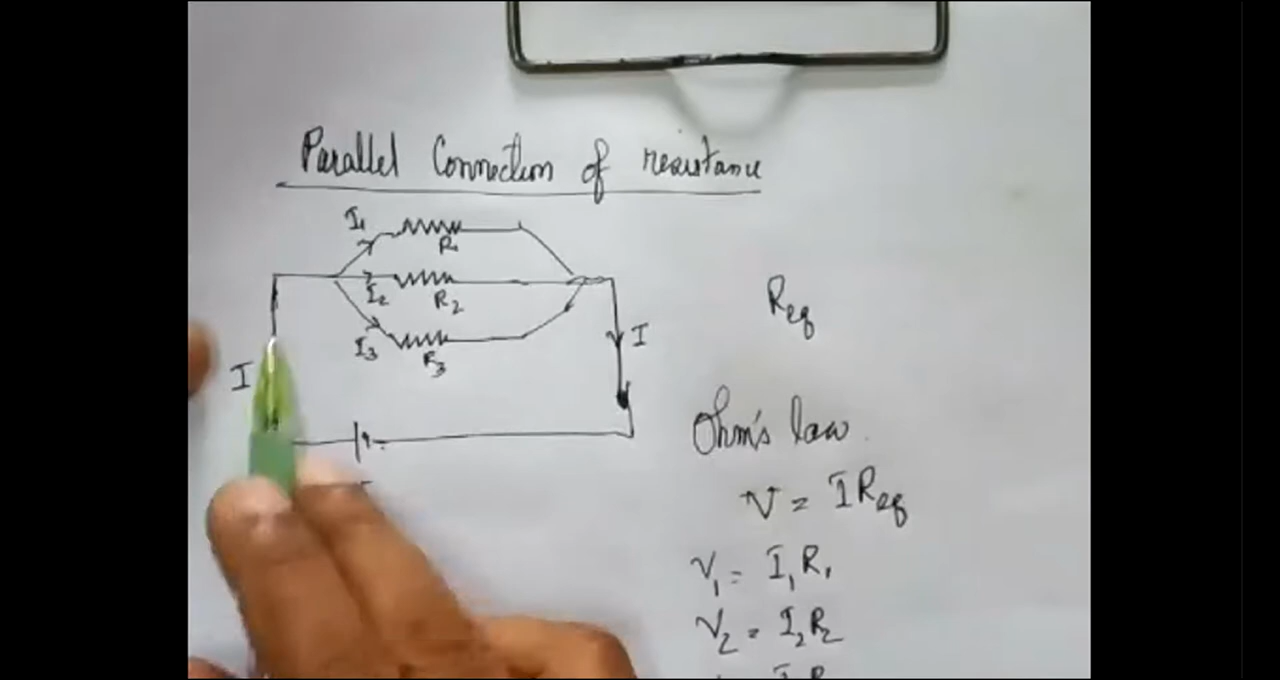 Parallel Connection of resistance
I₁
R₁
I₂
R₂
I₃
R₃
I
I
Req
Ohm's law
V = IReq
V₁ = I₁R₁
V₂ = I₂R₂